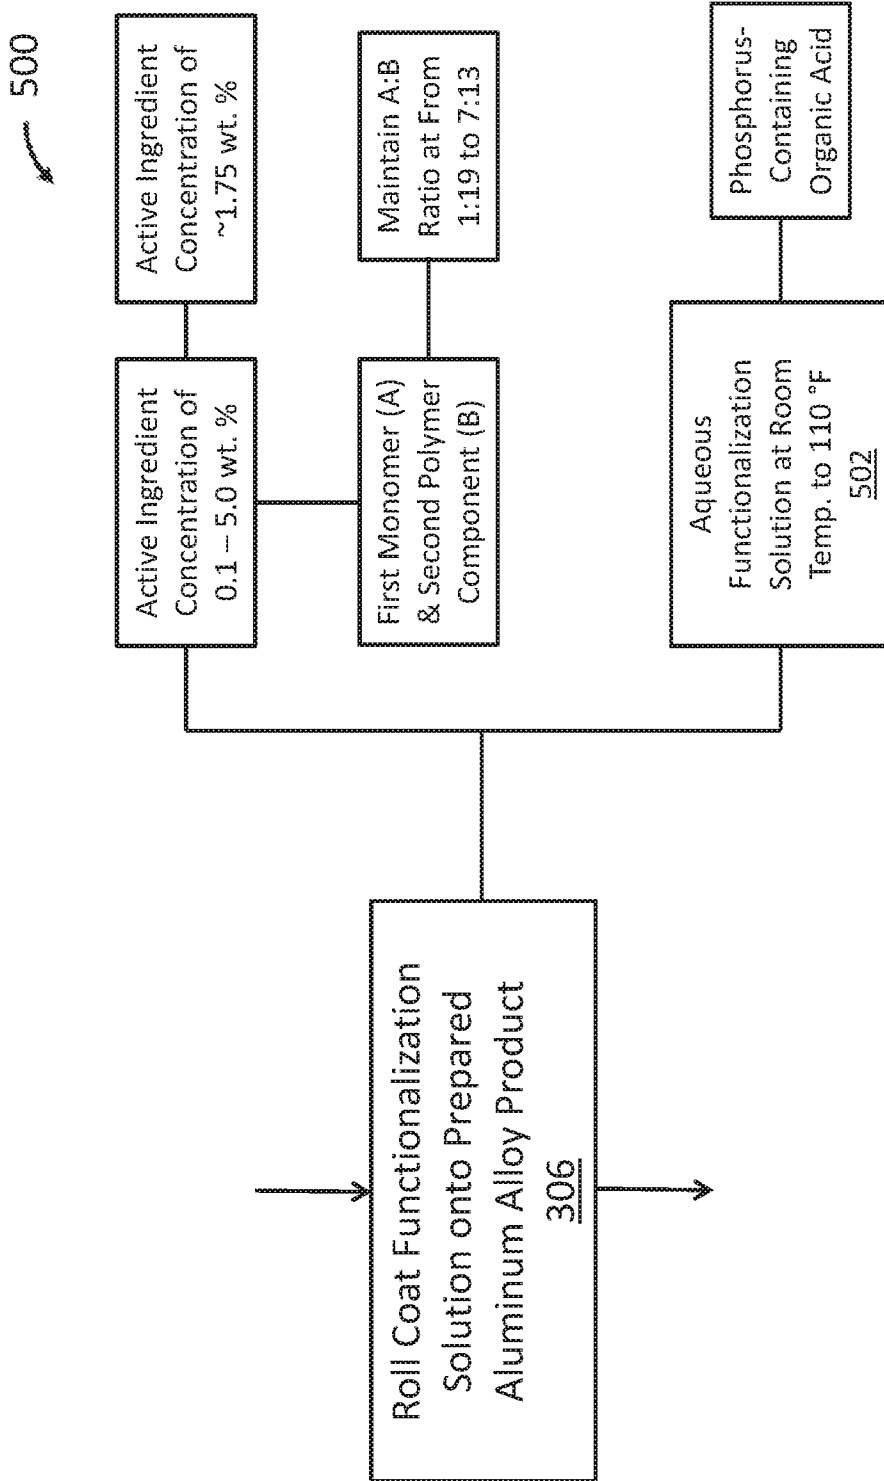 500
Roll Coat Functionalization
Solution onto Prepared
Aluminum Alloy Product
306
Active Ingredient
Concentration of
0.1 – 5.0 wt. %
Active Ingredient
Concentration of
~1.75 wt. %
First Monomer (A)
& Second Polymer
Component (B)
Maintain A:B
Ratio at From
1:19 to 7:13
Aqueous
Functionalization
Solution at Room
Temp. to 110 °F
502
Phosphorus-
Containing
Organic Acid